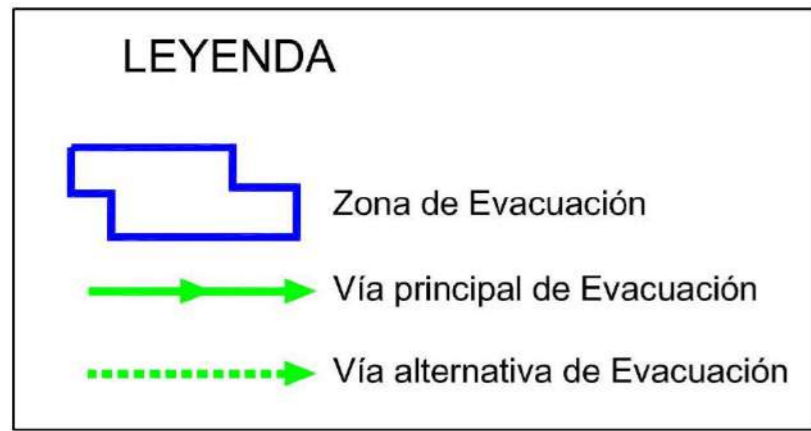 LEYENDA
Zona de Evacuación
Vía principal de Evacuación
Vía alternativa de Evacuación